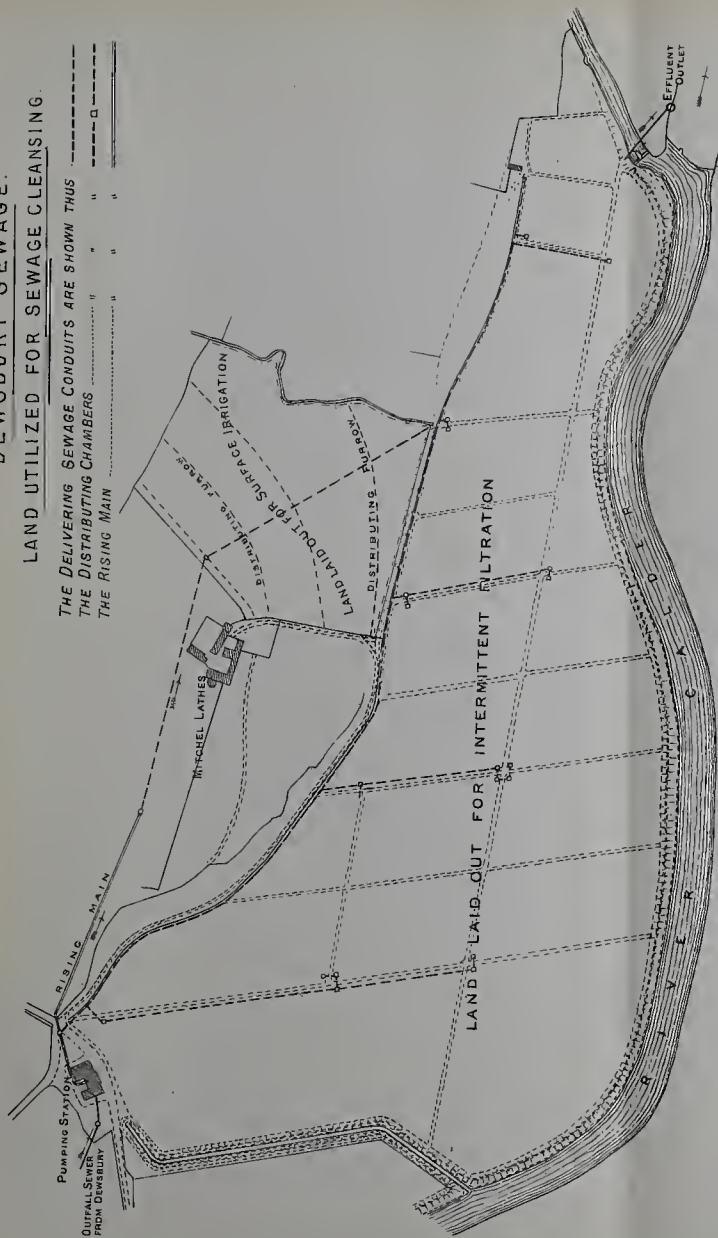 DEWSBURY SEWAGE.
LAND UTILIZED FOR SEWAGE CLEANSING.
THE DELIVERING SEWAGE CONDUITS ARE SHOWN THUS
THE DISTRIBUTING CHAMBERS " " "
THE RISING MAIN " " "
PUMPING STATION
OUTFALL SEWER
FROM DEWSBURY
RISING MAIN
MITCHEL LATHES
DISTRIBUTING FURROW
LAND LAID OUT FOR SURFACE IRRIGATION
DISTRIBUTING FURROW
LAND LAID OUT FOR INTERMITTENT FILTRATION
RIVER CALDER
EFFLUENT
OUTLET